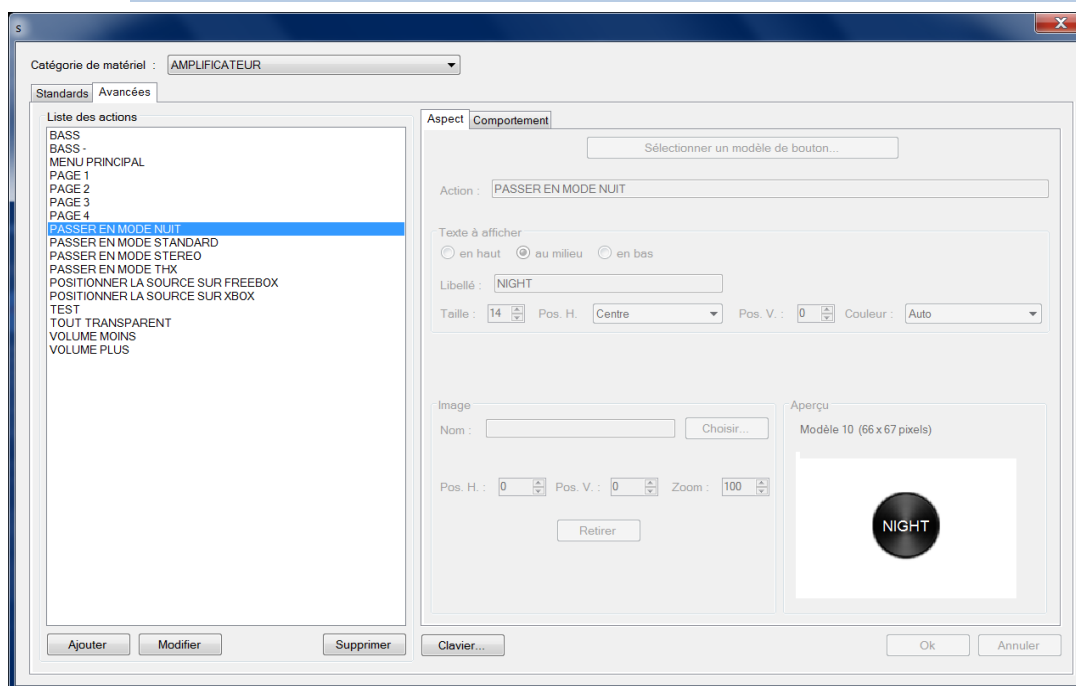 s
X
Catégorie de matériel : AMPLIFICATEUR
Standards Avancées
Liste des actions
BASS
BASS -
MENU PRINCIPAL
PAGE 1
PAGE 2
PAGE 3
PAGE 4
PASSER EN MODE NUIT
PASSER EN MODE STANDARD
PASSER EN MODE STEREO
PASSER EN MODE THX
POSITIONNER LA SOURCE SUR FREEBOX
POSITIONNER LA SOURCE SUR XBOX
TEST
TOUT TRANSPARENT
VOLUME MOINS
VOLUME PLUS
Ajouter Modifier Supprimer
Aspect Comportement
Sélectionner un modèle de bouton...
Action : PASSER EN MODE NUIT
Texte à afficher
en haut au milieu en bas
Libellé : NIGHT
Taille : 14 Pos. H. Centre Pos. V. : 0 Couleur : Auto
Image
Nom : Choisir...
Pos. H. : 0 Pos. V. : 0 Zoom : 100
Retirer
Aperçu
Modèle 10 (66 x 67 pixels)
NIGHT
Clavier... Ok Annuler